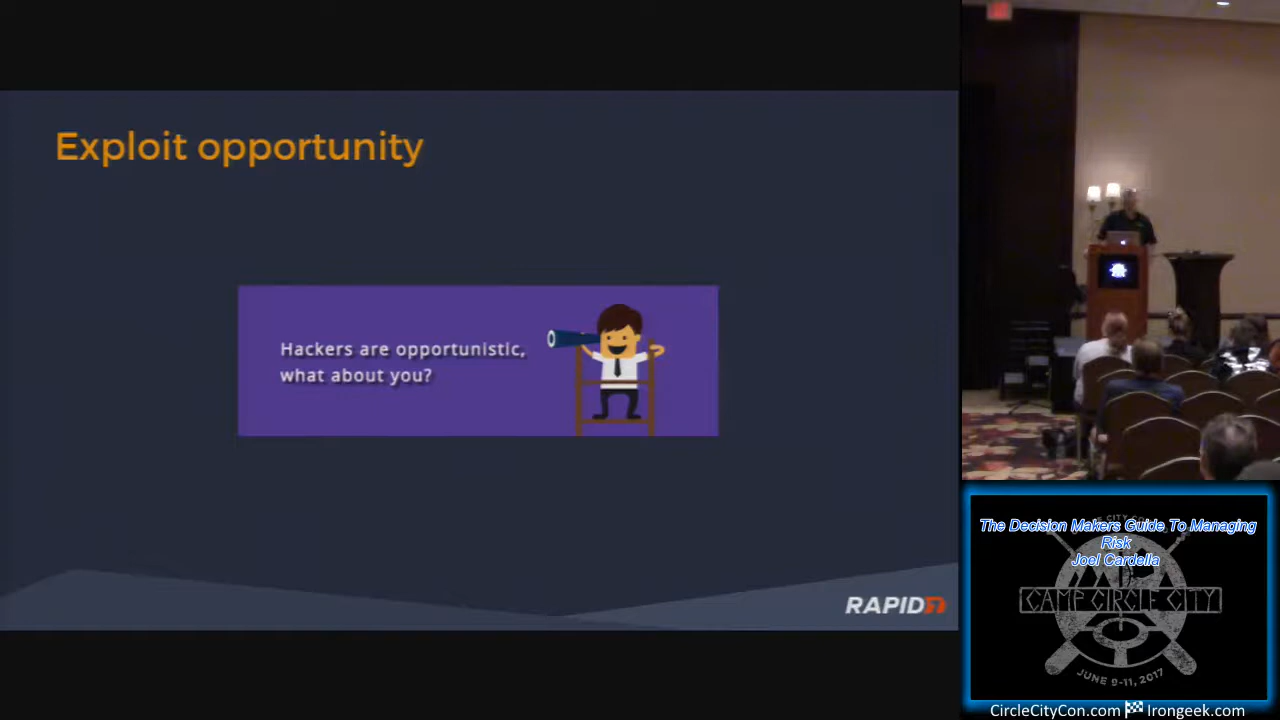 Exploit opportunity
Hackers are opportunistic,
what about you?
RAPID7
The Decision Makers Guide To Managing
Risk
Joel Cardella
CAMP CIRCLE CITY
JUNE 9-11, 2017
CircleCityCon.com Irongeek.com